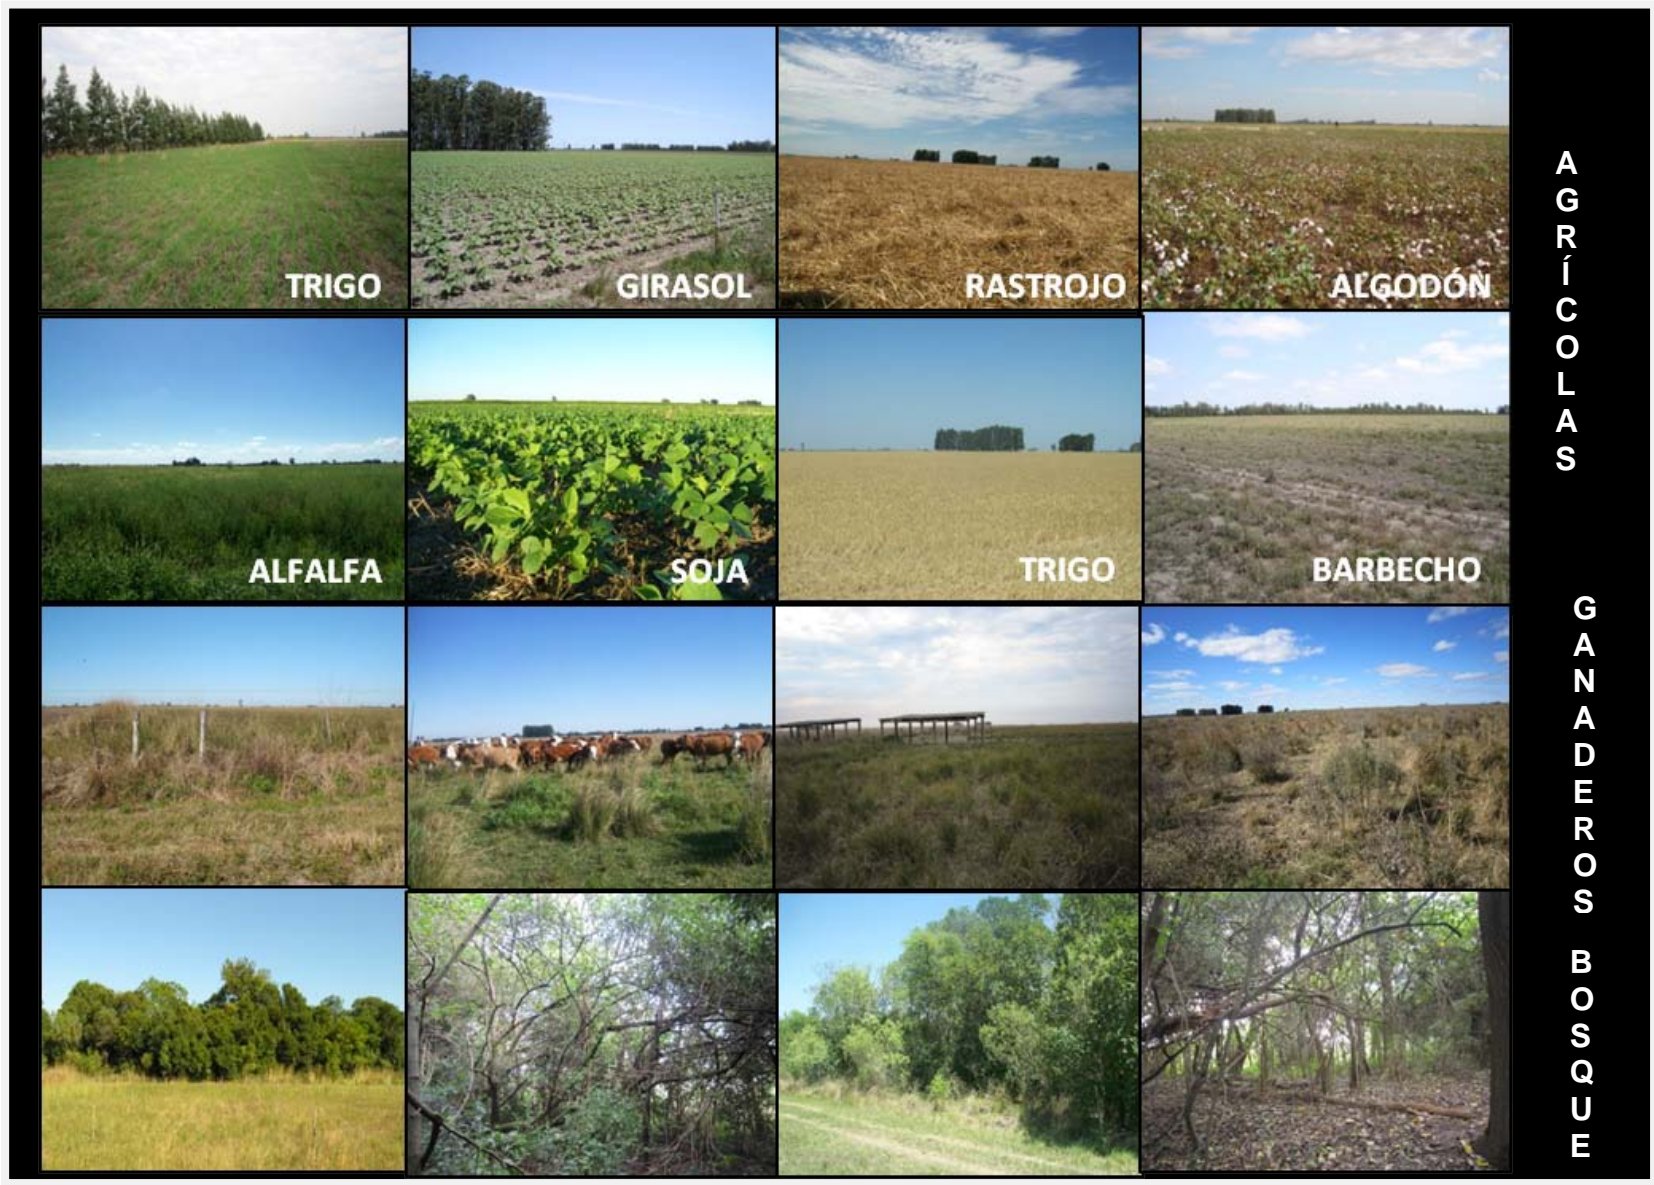 TRIGO
GIRASOL
RASTROJO
ALGODÓN
ALFALFA
SOJA
TRIGO
BARBECHO
AGRÍCOLAS
GANADEROS
BOSQUE